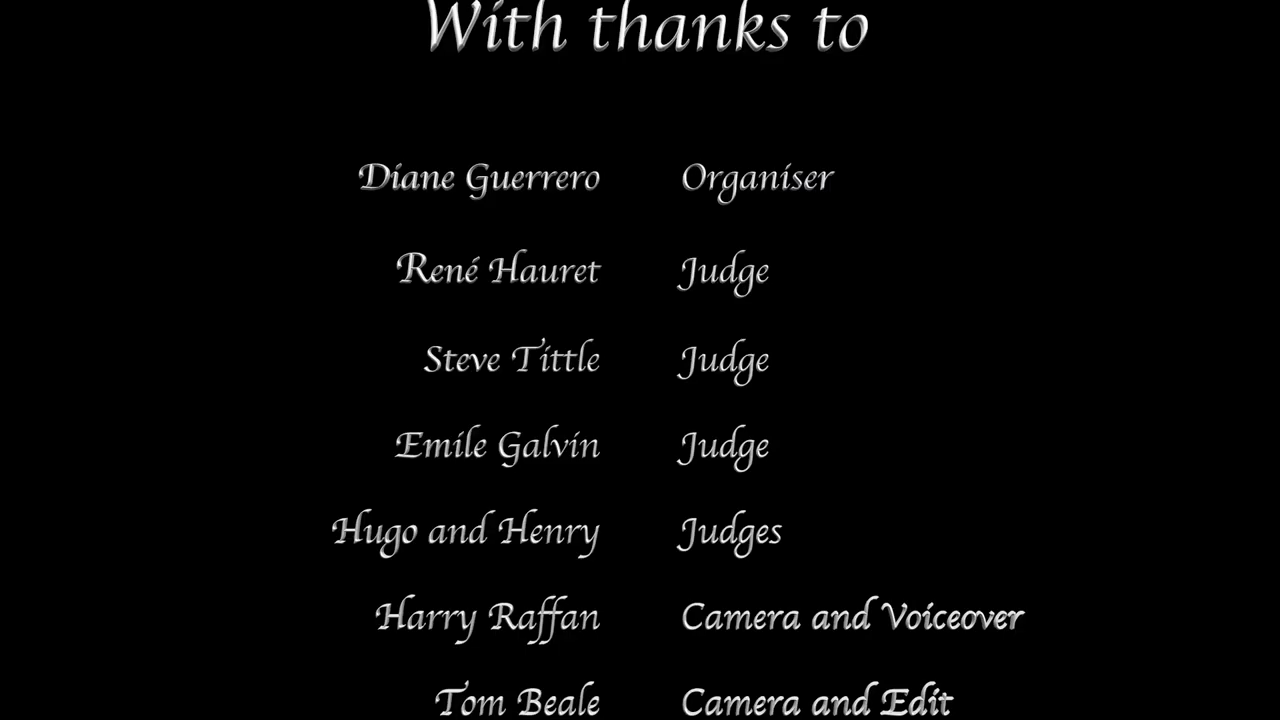 With thanks to
Diane Guerrero Organiser
René Hauret Judge
Steve Tittle Judge
Emile Galvin Judge
Hugo and Henry Judges
Harry Raffan Camera and Voiceover
Tom Beale Camera and Edit